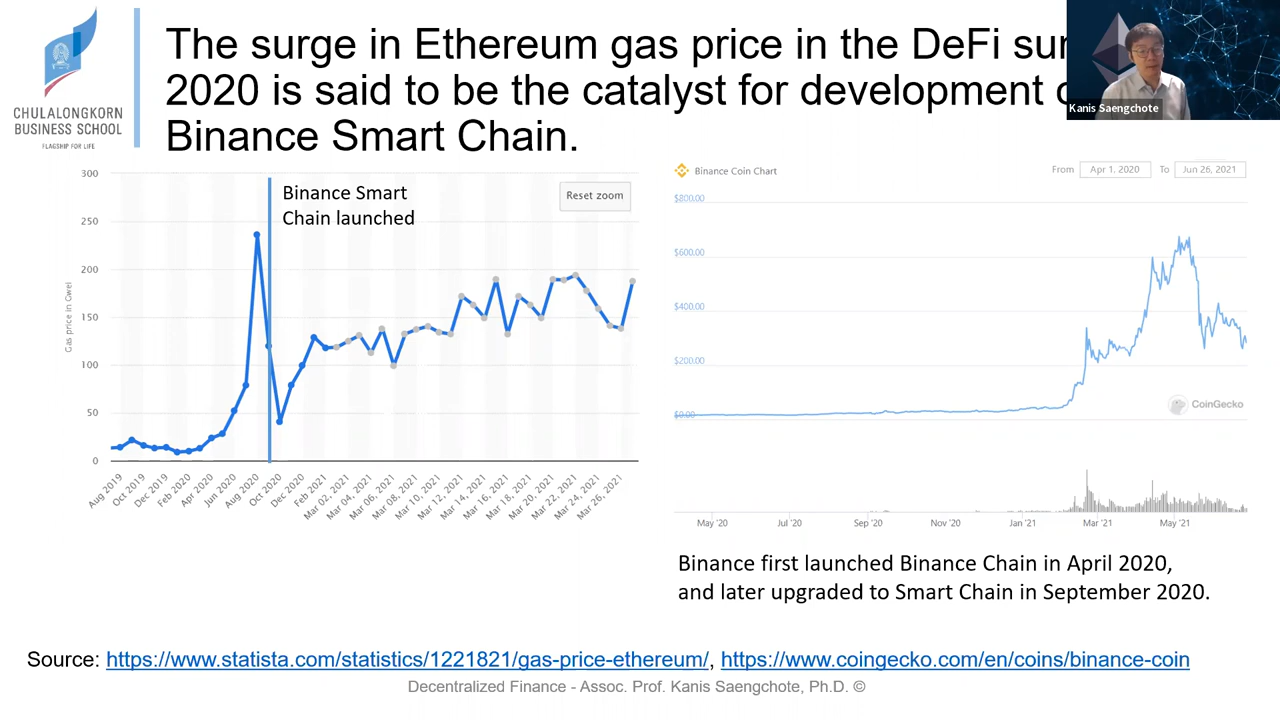 The surge in Ethereum gas price in the DeFi
2020 is said to be the catalyst for development
Binance Smart Chain.
Kanis Saengchote
CHULALONGKORN
BUSINESS SCHOOL
FLAGSHIP FOR LIFE
Binance Smart
Chain launched
Reset zoom
300
250
200
150
100
50
0
Gas price in Gwei
Aug 2019
Oct 2019
Dec 2019
Feb 2020
Apr 2020
Jun 2020
Aug 2020
Oct 2020
Dec 2020
Feb 2021
Mar 02, 2021
Mar 04, 2021
Mar 06, 2021
Mar 08, 2021
Mar 10, 2021
Mar 12, 2021
Mar 14, 2021
Mar 16, 2021
Mar 18, 2021
Mar 20, 2021
Mar 22, 2021
Mar 24, 2021
Mar 26, 2021
Binance Coin Chart
From Apr 1, 2020 To Jun 26, 2021
$800.00
$600.00
$400.00
$200.00
$0.00
CoinGecko
May '20 Jul '20 Sep '20 Nov '20 Jan '21 Mar '21 May '21
Binance first launched Binance Chain in April 2020,
and later upgraded to Smart Chain in September 2020.
Source: https://www.statista.com/statistics/1221821/gas-price-ethereum/, https://www.coingecko.com/en/coins/binance-coin
Decentralized Finance - Assoc. Prof. Kanis Saengchote, Ph.D. ©